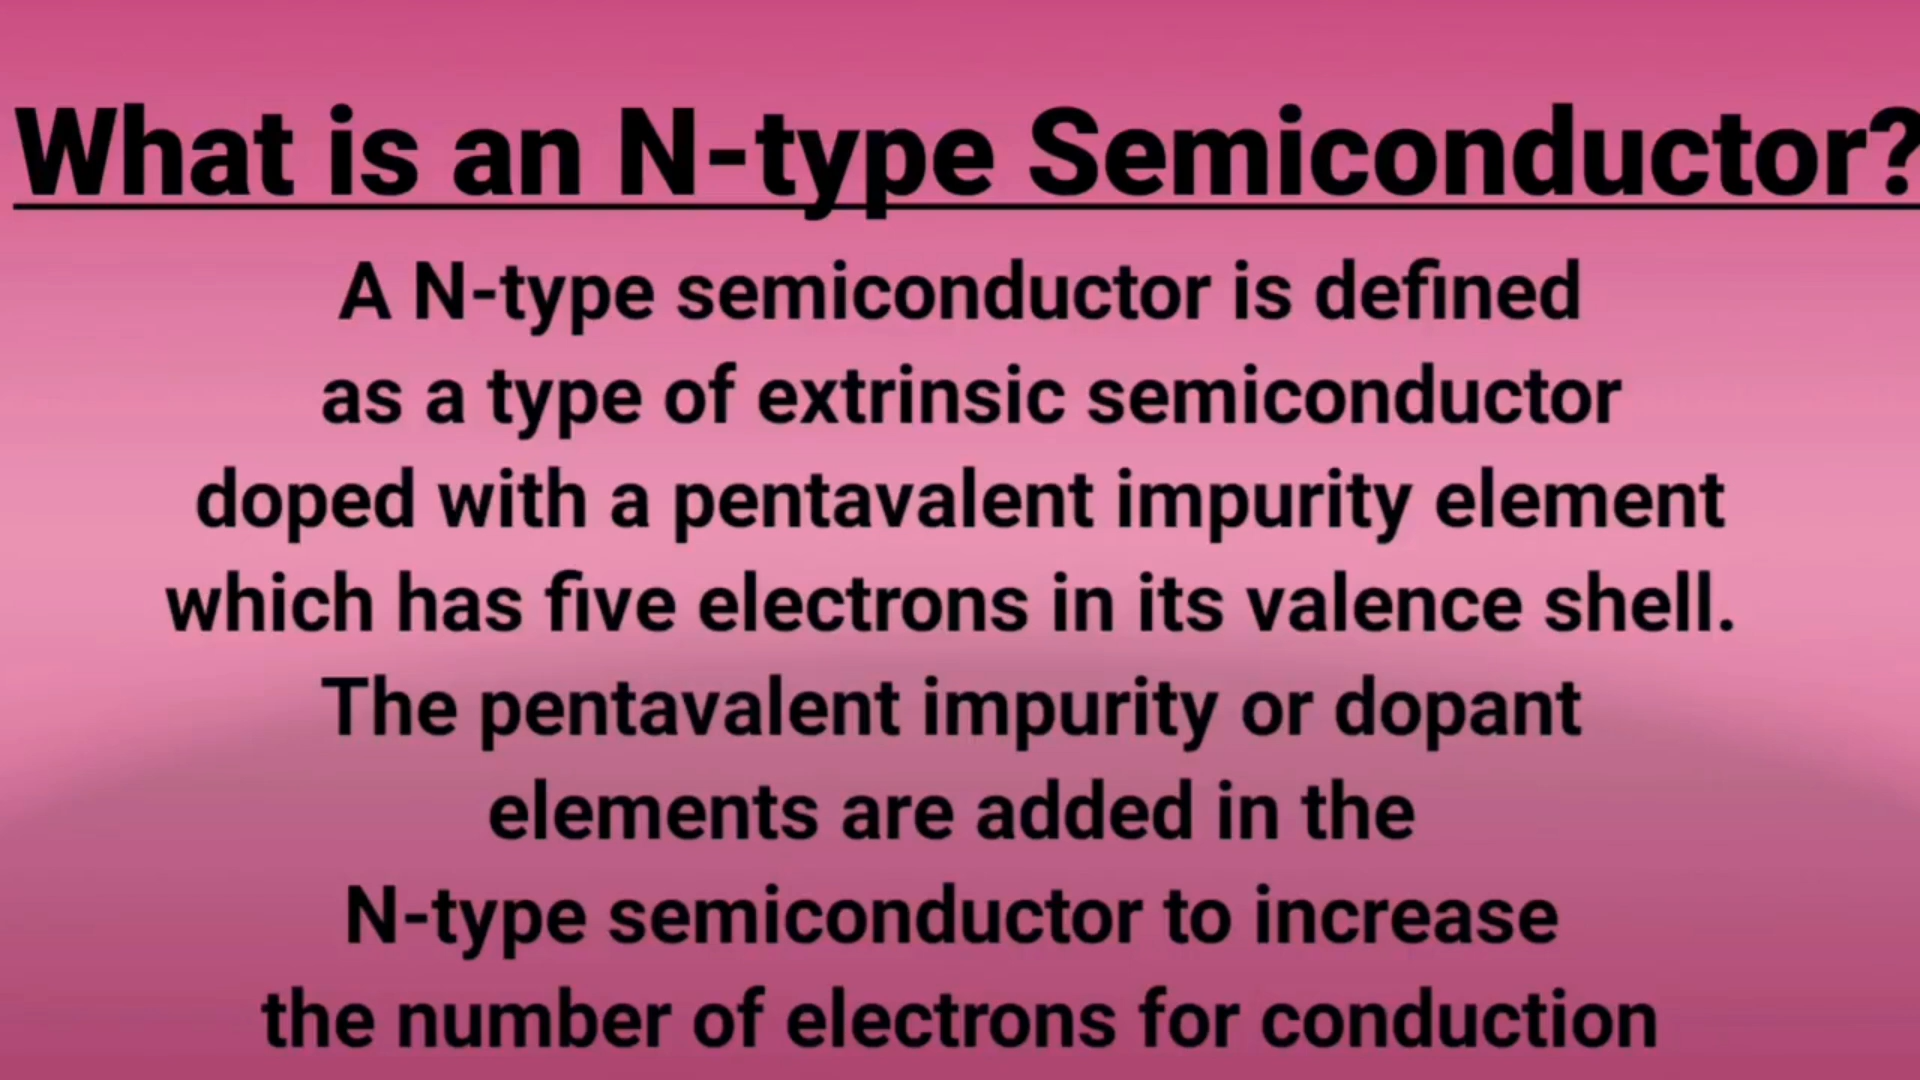 What is an N-type Semiconductor?
A N-type semiconductor is defined
as a type of extrinsic semiconductor
doped with a pentavalent impurity element
which has five electrons in its valence shell.
The pentavalent impurity or dopant
elements are added in the
N-type semiconductor to increase
the number of electrons for conduction